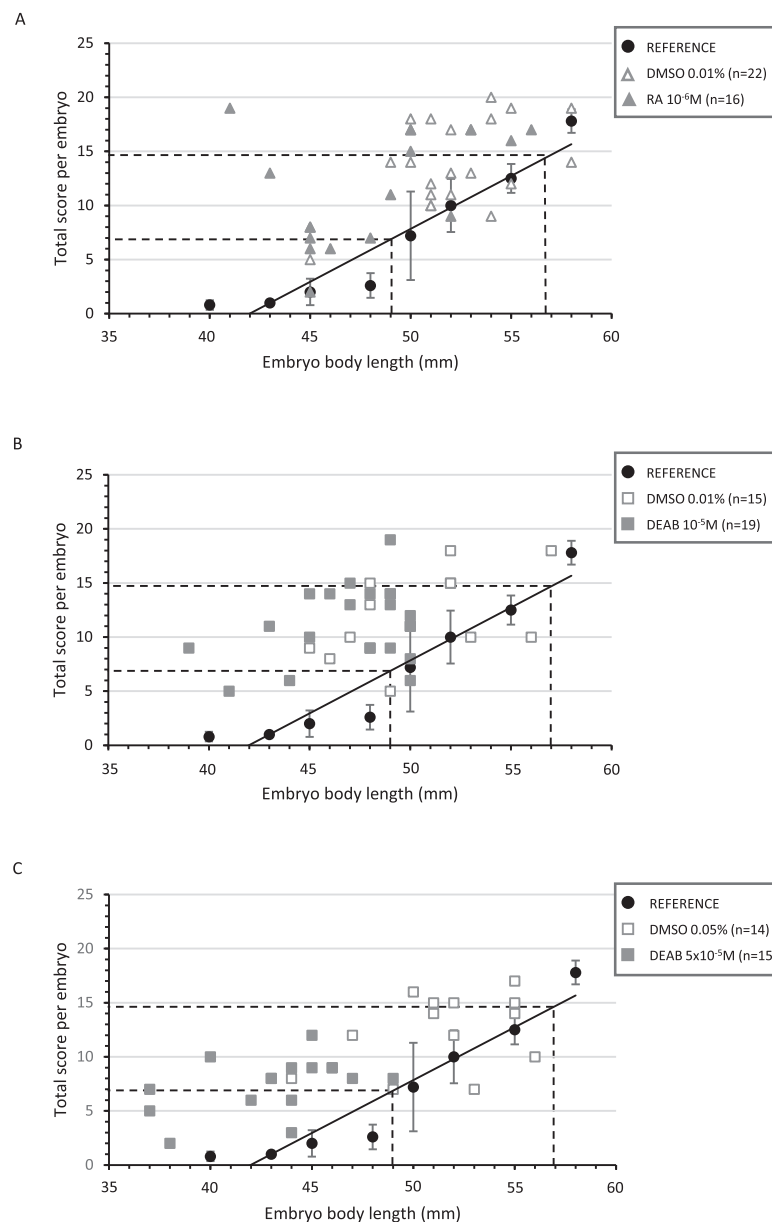 A
25
20
15
10
5
0
Total score per embryo
35 40 45 50 55 60
Embryo body length (mm)
REFERENCE
DMSO 0.01% (n=22)
RA 10⁻⁶M (n=16)
B
25
20
15
10
5
0
Total score per embryo
35 40 45 50 55 60
Embryo body length (mm)
REFERENCE
DMSO 0.01% (n=15)
DEAB 10⁻⁵M (n=19)
C
25
20
15
10
5
0
Total score per embryo
35 40 45 50 55 60
Embryo body length (mm)
REFERENCE
DMSO 0.05% (n=14)
DEAB 5x10⁻⁵M (n=15